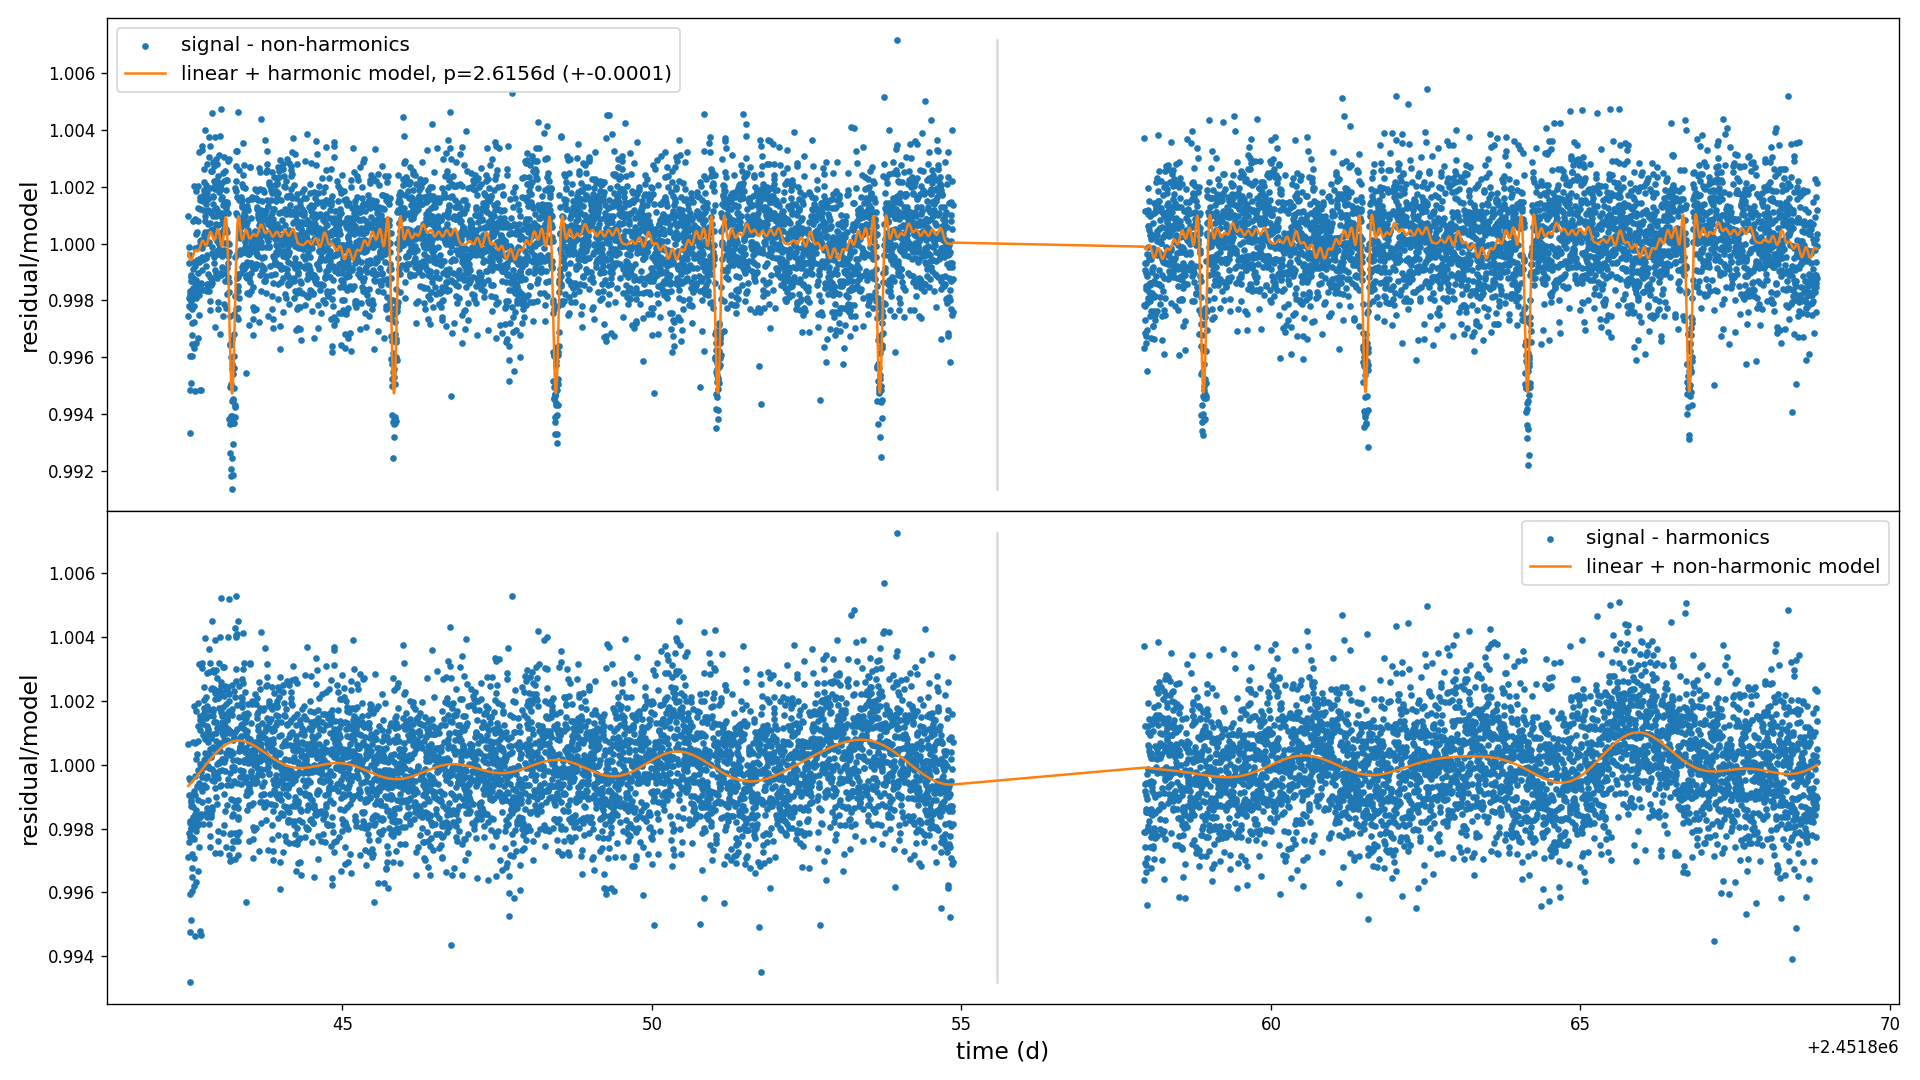 signal - non-harmonics
linear + harmonic model, p=2.6156d (+-0.0001)
1.006
1.004
1.002
1.000
0.998
0.996
0.994
0.992
residual/model
signal - harmonics
linear + non-harmonic model
1.006
1.004
1.002
1.000
0.998
0.996
0.994
residual/model
45
50
55
60
65
70
time (d)
+2.4518e6